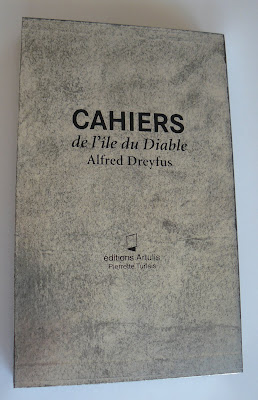 CAHIERS
de l'île du Diable
Alfred Dreyfus
éditions Artulis
Pierrette Turlais